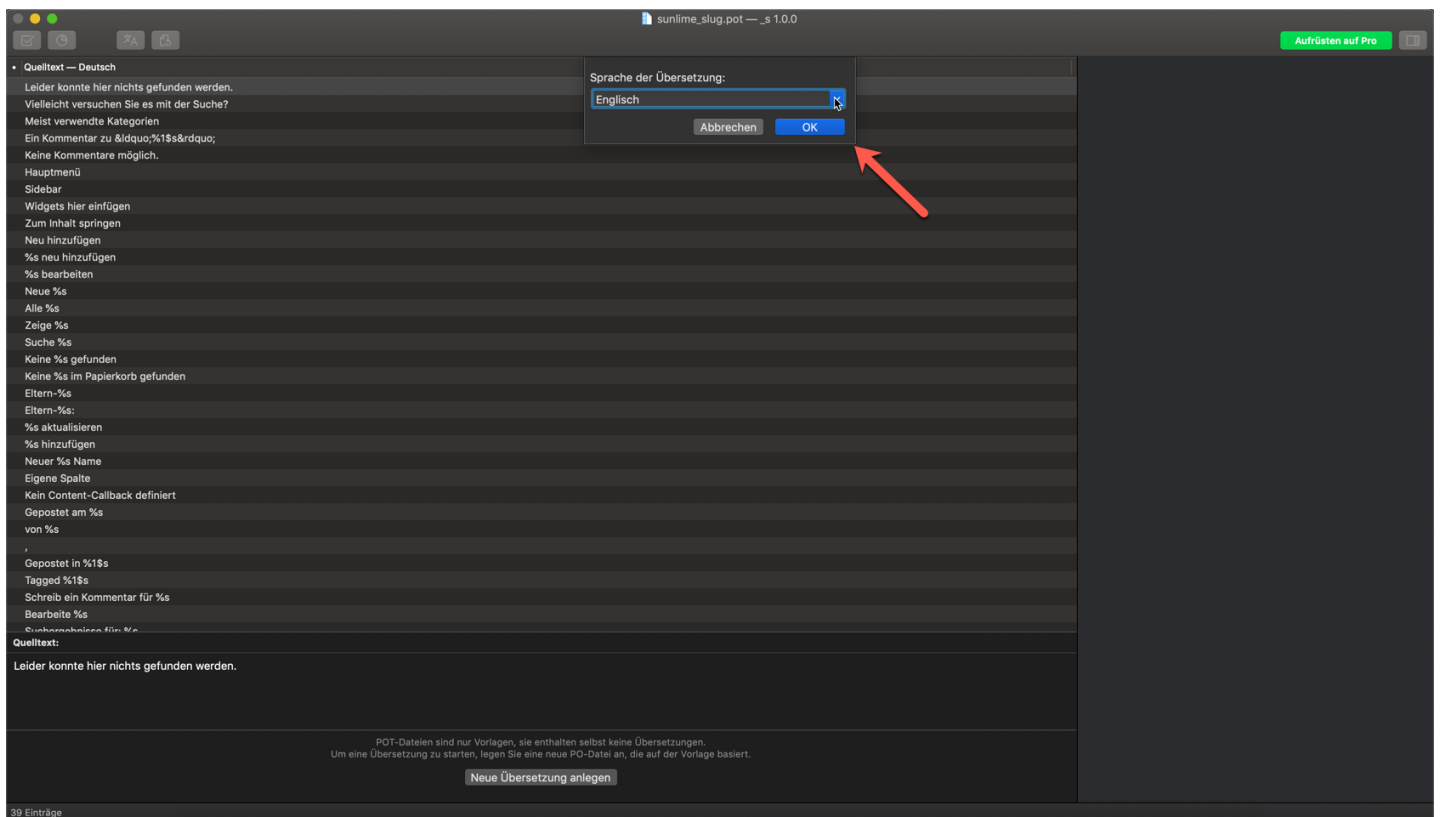 sunlime_slug.pot — _s 1.0.0
Aufrüsten auf Pro
• Quelltext — Deutsch
Sprache der Übersetzung:
Englisch
Abbrechen
OK
Leider konnte hier nichts gefunden werden.
Vielleicht versuchen Sie es mit der Suche?
Meist verwendte Kategorien
Ein Kommentar zu &ldquo;%1$s&rdquo;
Keine Kommentare möglich.
Hauptmenü
Sidebar
Widgets hier einfügen
Zum Inhalt springen
Neu hinzufügen
%s neu hinzufügen
%s bearbeiten
Neue %s
Alle %s
Zeige %s
Suche %s
Keine %s gefunden
Keine %s im Papierkorb gefunden
Eltern-%s
Eltern-%s:
%s aktualisieren
%s hinzufügen
Neuer %s Name
Eigene Spalte
Kein Content-Callback definiert
Gepostet am %s
von %s
,
Gepostet in %1$s
Tagged %1$s
Schreib ein Kommentar für %s
Bearbeite %s
Suchergebnisse für: %s
Quelltext:
Leider konnte hier nichts gefunden werden.
POT-Dateien sind nur Vorlagen, sie enthalten selbst keine Übersetzungen.
Um eine Übersetzung zu starten, legen Sie eine neue PO-Datei an, die auf der Vorlage basiert.
Neue Übersetzung anlegen
39 Einträge